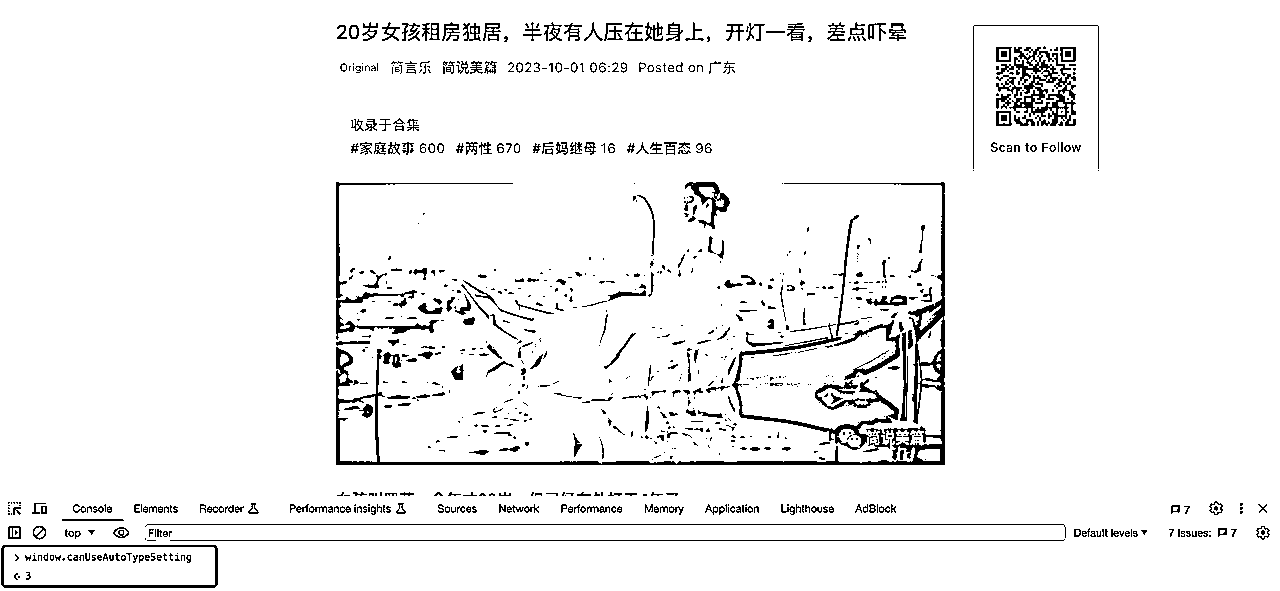 20岁女孩租房独居，半夜有人压在她身上，开灯一看，差点吓晕
Original 简言乐 简说美篇 2023-10-01 06:29 Posted on 广东
Scan to Follow
收录于合集
#家庭故事 600 #两性 670 #后妈继母 16 #人生百态 96
简说美篇
Console Elements Recorder Performance insights Sources Network Performance Memory Application Lighthouse AdBlock 7
top Filter Default levels 7 Issues: 7
window.canUseAutoTypeSetting
3